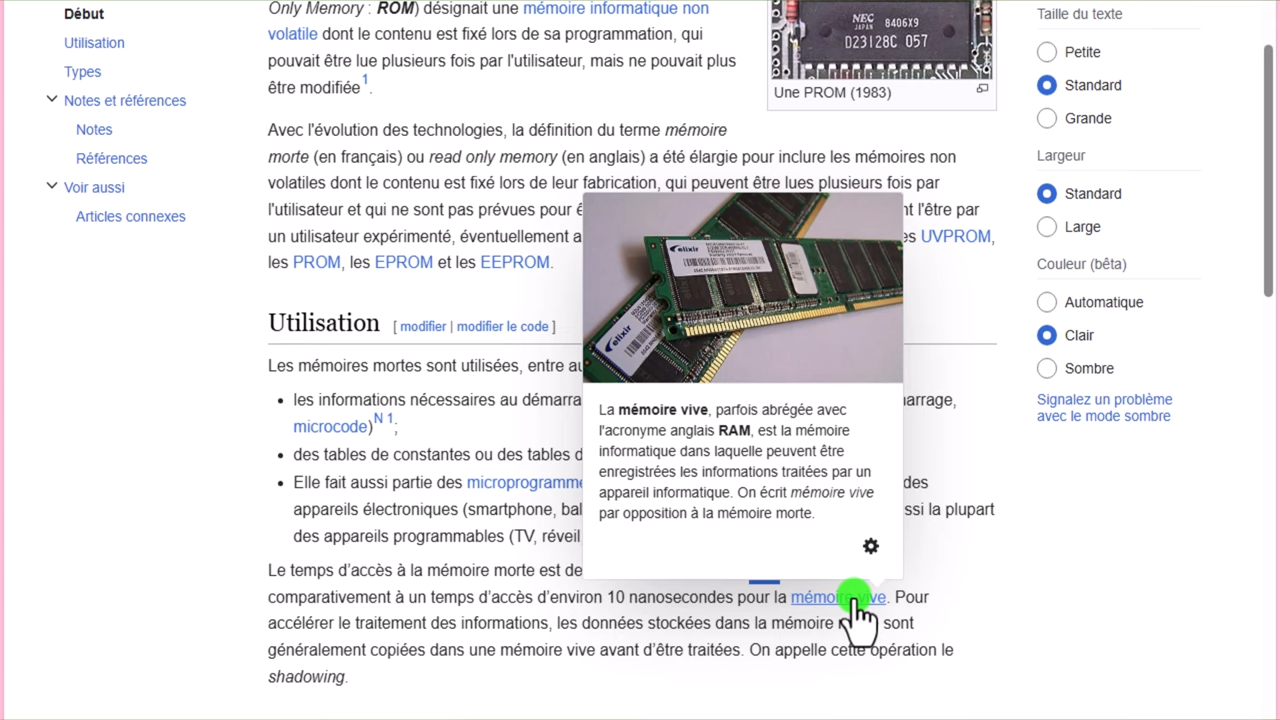 Début
Utilisation
Types
Notes et références
Notes
Références
Voir aussi
Articles connexes
Only Memory : ROM) désignait une mémoire informatique non
volatile dont le contenu est fixé lors de sa programmation, qui
pouvait être lue plusieurs fois par l'utilisateur, mais ne pouvait plus
être modifiée1.
NEC
JAPAN 8406X9
D23128C 057
Une PROM (1983)
Avec l'évolution des technologies, la définition du terme mémoire
morte (en français) ou read only memory (en anglais) a été élargie pour inclure les mémoires non
volatiles dont le contenu est fixé lors de leur fabrication, qui peuvent être lues plusieurs fois par
l'utilisateur et qui ne sont pas prévues pour nt l'être par
un utilisateur expérimenté, éventuellement es UVPROM,
les PROM, les EPROM et les EEPROM.
Utilisation [ modifier | modifier le code ]
Les mémoires mortes sont utilisées, entre
les informations nécessaires au démarra arrage,
microcode)N 1;
des tables de constantes ou des tables d
Elle fait aussi partie des microprogramme des
appareils électroniques (smartphone, bal ssi la plupart
des appareils programmables (TV, réveil
Le temps d'accès à la mémoire morte est de
comparativement à un temps d'accès d'environ 10 nanosecondes pour la mémoire vive. Pour
accélérer le traitement des informations, les données stockées dans la mémoire sont
généralement copiées dans une mémoire vive avant d'être traitées. On appelle cette opération le
shadowing.
elixir
elixir
La mémoire vive, parfois abrégée avec
l'acronyme anglais RAM, est la mémoire
informatique dans laquelle peuvent être
enregistrées les informations traitées par un
appareil informatique. On écrit mémoire vive
par opposition à la mémoire morte.
Taille du texte
Petite
Standard
Grande
Largeur
Standard
Large
Couleur (bêta)
Automatique
Clair
Sombre
Signalez un problème
avec le mode sombre